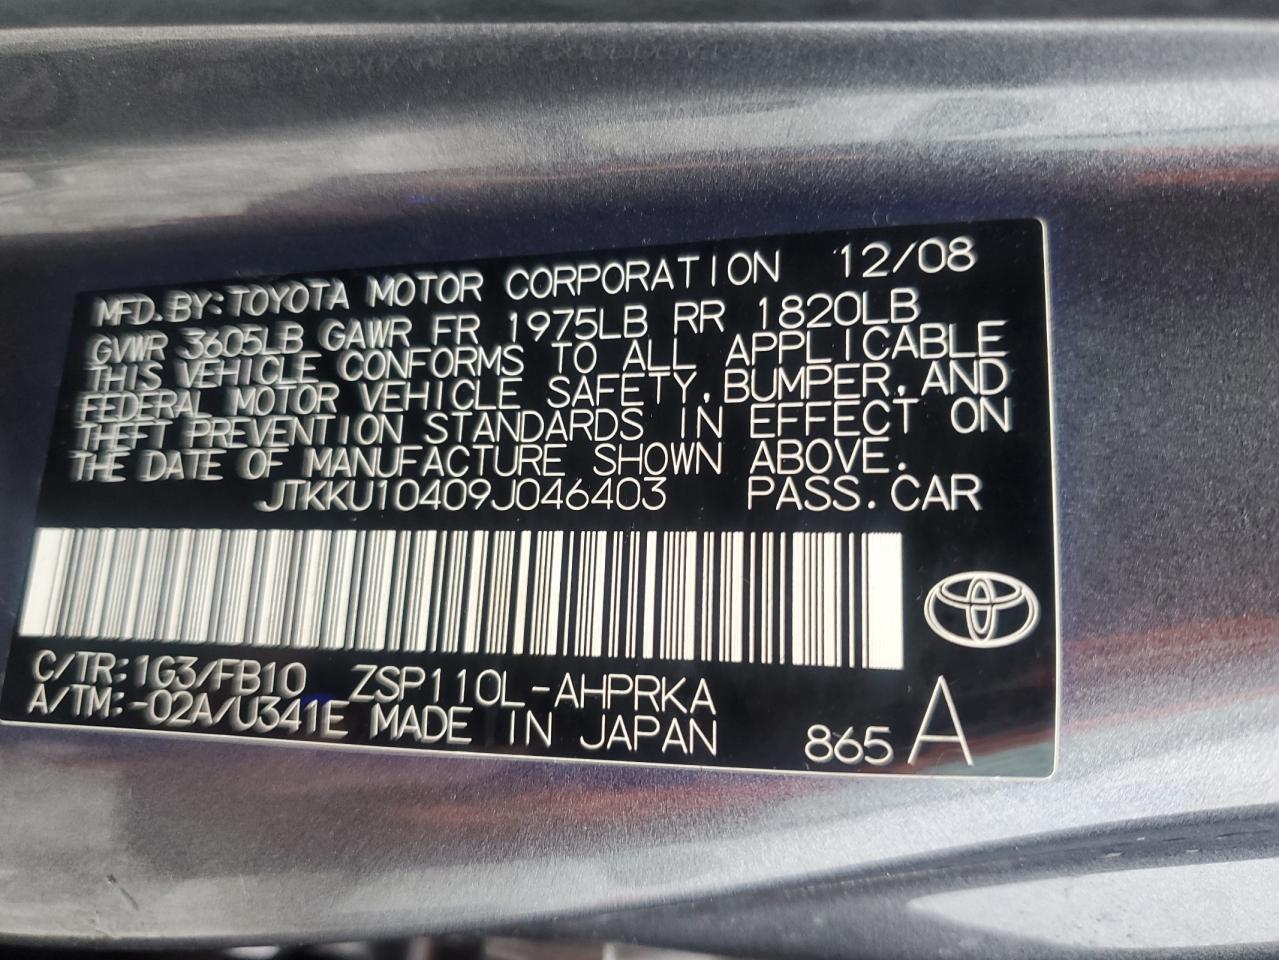 MFD. BY: TOYOTA MOTOR CORPORATION 12/08
GVWR 3605LB GAWR FR 1975LB RR 1820LB
THIS VEHICLE CONFORMS TO ALL APPLICABLE
FEDERAL MOTOR VEHICLE SAFETY, BUMPER, AND
THEFT PREVENTION STANDARDS IN EFFECT ON
THE DATE OF MANUFACTURE SHOWN ABOVE.
JTKKU10409J046403 PASS. CAR
C/TR: 1G3/FB10 ZSP110L-AHPRKA
A/TM: -02A/U341E MADE IN JAPAN 865 A